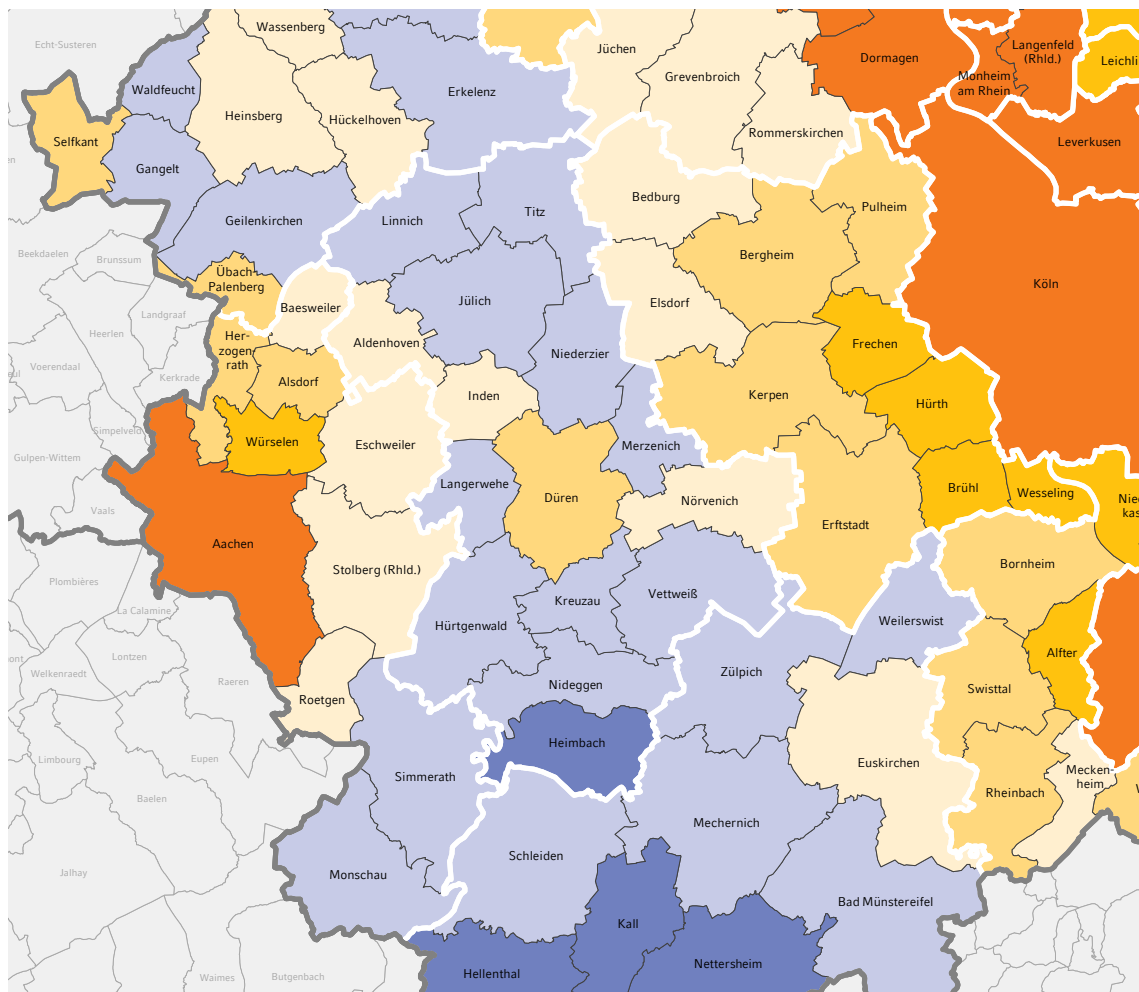 Wassenberg
Echt-Susteren
Jüchen
Dormagen
Langenfeld
(Rhld.)
Leichli
Grevenbroich
Monheim
am Rhein
Waldfeucht
Erkelenz
Heinsberg
Hückelhoven
Rommerskirchen
Selfkant
Leverkusen
Gangelt
Bedburg
Pulheim
Geilenkirchen
Linnich
Titz
Beekdaelen
Brunssum
Bergheim
Übach-
Palenberg
Köln
Jülich
Elsdorf
Baesweiler
Landgraaf
Heerlen
Her-
zogen-
rath
Aldenhoven
Frechen
Niederzier
Voerendaal
Kerkrade
Alsdorf
Inden
Kerpen
Hürth
Simpelveld
Würselen
Eschweiler
Merzenich
Gulpen-Wittem
Langerwehe
Brühl
Wesseling
Düren
Nörvenich
Nied
kas
Vaals
Erftstadt
Aachen
Stolberg (Rhld.)
Bornheim
Plombières
Kreuzau
Vettweiß
La Calamine
Hürtgenwald
Weilerswist
Lontzen
mont
Welkenraedt
Alfter
Raeren
Zülpich
Nideggen
Swisttal
Roetgen
Heimbach
Limbourg
Eupen
Simmerath
Euskirchen
Mecken-
heim
Rheinbach
Baelen
Mechernich
Schleiden
Jalhay
Monschau
Bad Münstereifel
Kall
Nettersheim
Hellenthal
Waimes
Butgenbach